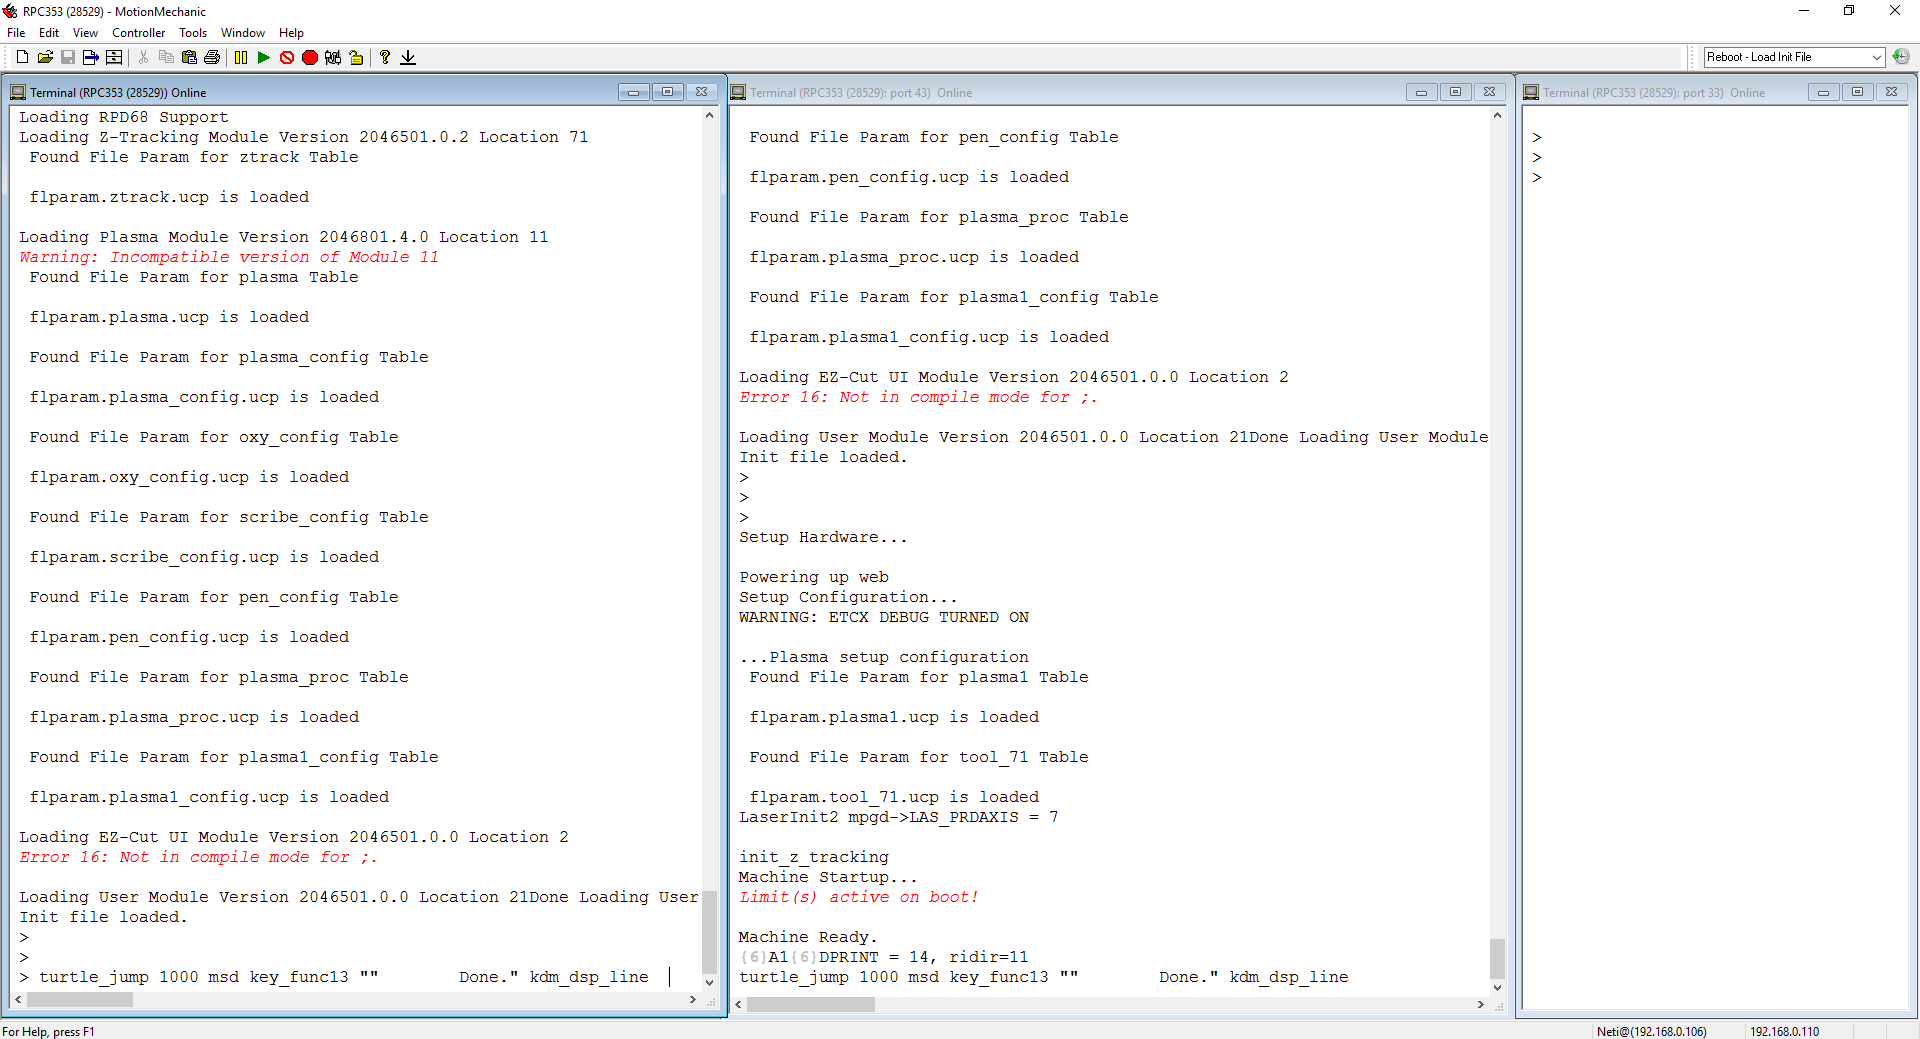 RPC353 (28529) - MotionMechanic
File Edit View Controller Tools Window Help
Reboot - Load Init File
Terminal (RPC353 (28529)) Online
Loading RPD68 Support
Loading Z-Tracking Module Version 2046501.0.2 Location 71
Found File Param for ztrack Table
flparam.ztrack.ucp is loaded
Loading Plasma Module Version 2046801.4.0 Location 11
Warning: Incompatible version of Module 11
Found File Param for plasma Table
flparam.plasma.ucp is loaded
Found File Param for plasma_config Table
flparam.plasma_config.ucp is loaded
Found File Param for oxy_config Table
flparam.oxy_config.ucp is loaded
Found File Param for scribe_config Table
flparam.scribe_config.ucp is loaded
Found File Param for pen_config Table
flparam.pen_config.ucp is loaded
Found File Param for plasma_proc Table
flparam.plasma_proc.ucp is loaded
Found File Param for plasma1_config Table
flparam.plasma1_config.ucp is loaded
Loading EZ-Cut UI Module Version 2046501.0.0 Location 2
Error 16: Not in compile mode for ;.
Loading User Module Version 2046501.0.0 Location 21Done Loading User
Init file loaded.
>
>
> turtle_jump 1000 msd key_func13 ""        Done." kdm_dsp_line
Terminal (RPC353 (28529): port 43) Online
Found File Param for pen_config Table
flparam.pen_config.ucp is loaded
Found File Param for plasma_proc Table
flparam.plasma_proc.ucp is loaded
Found File Param for plasma1_config Table
flparam.plasma1_config.ucp is loaded
Loading EZ-Cut UI Module Version 2046501.0.0 Location 2
Error 16: Not in compile mode for ;.
Loading User Module Version 2046501.0.0 Location 21Done Loading User Module
Init file loaded.
>
>
>
Setup Hardware...
Powering up web
Setup Configuration...
WARNING: ETCX DEBUG TURNED ON
...Plasma setup configuration
Found File Param for plasma1 Table
flparam.plasma1.ucp is loaded
Found File Param for tool_71 Table
flparam.tool_71.ucp is loaded
LaserInit2 mpgd->LAS_PRDAXIS = 7
init_z_tracking
Machine Startup...
Limit(s) active on boot!
Machine Ready.
{6}A1{6}DPRINT = 14, ridir=11
turtle_jump 1000 msd key_func13 ""        Done." kdm_dsp_line
Terminal (RPC353 (28529): port 33) Online
>
>
>
For Help, press F1
Neti@(192.168.0.106)
192.168.0.110